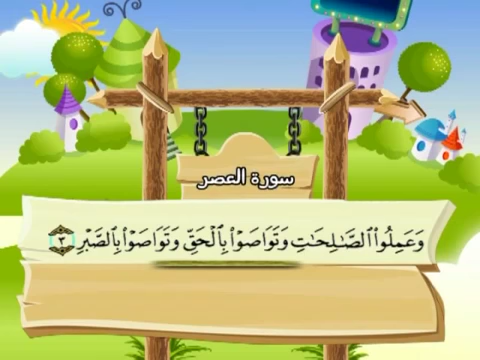 سورة العصر
وَعَمِلُوا۟ ٱلصَّـٰلِحَـٰتِ وَتَوَاصَوْا۟ بِٱلْحَقِّ وَتَوَاصَوْا۟ بِٱلصَّبْرِ ٣